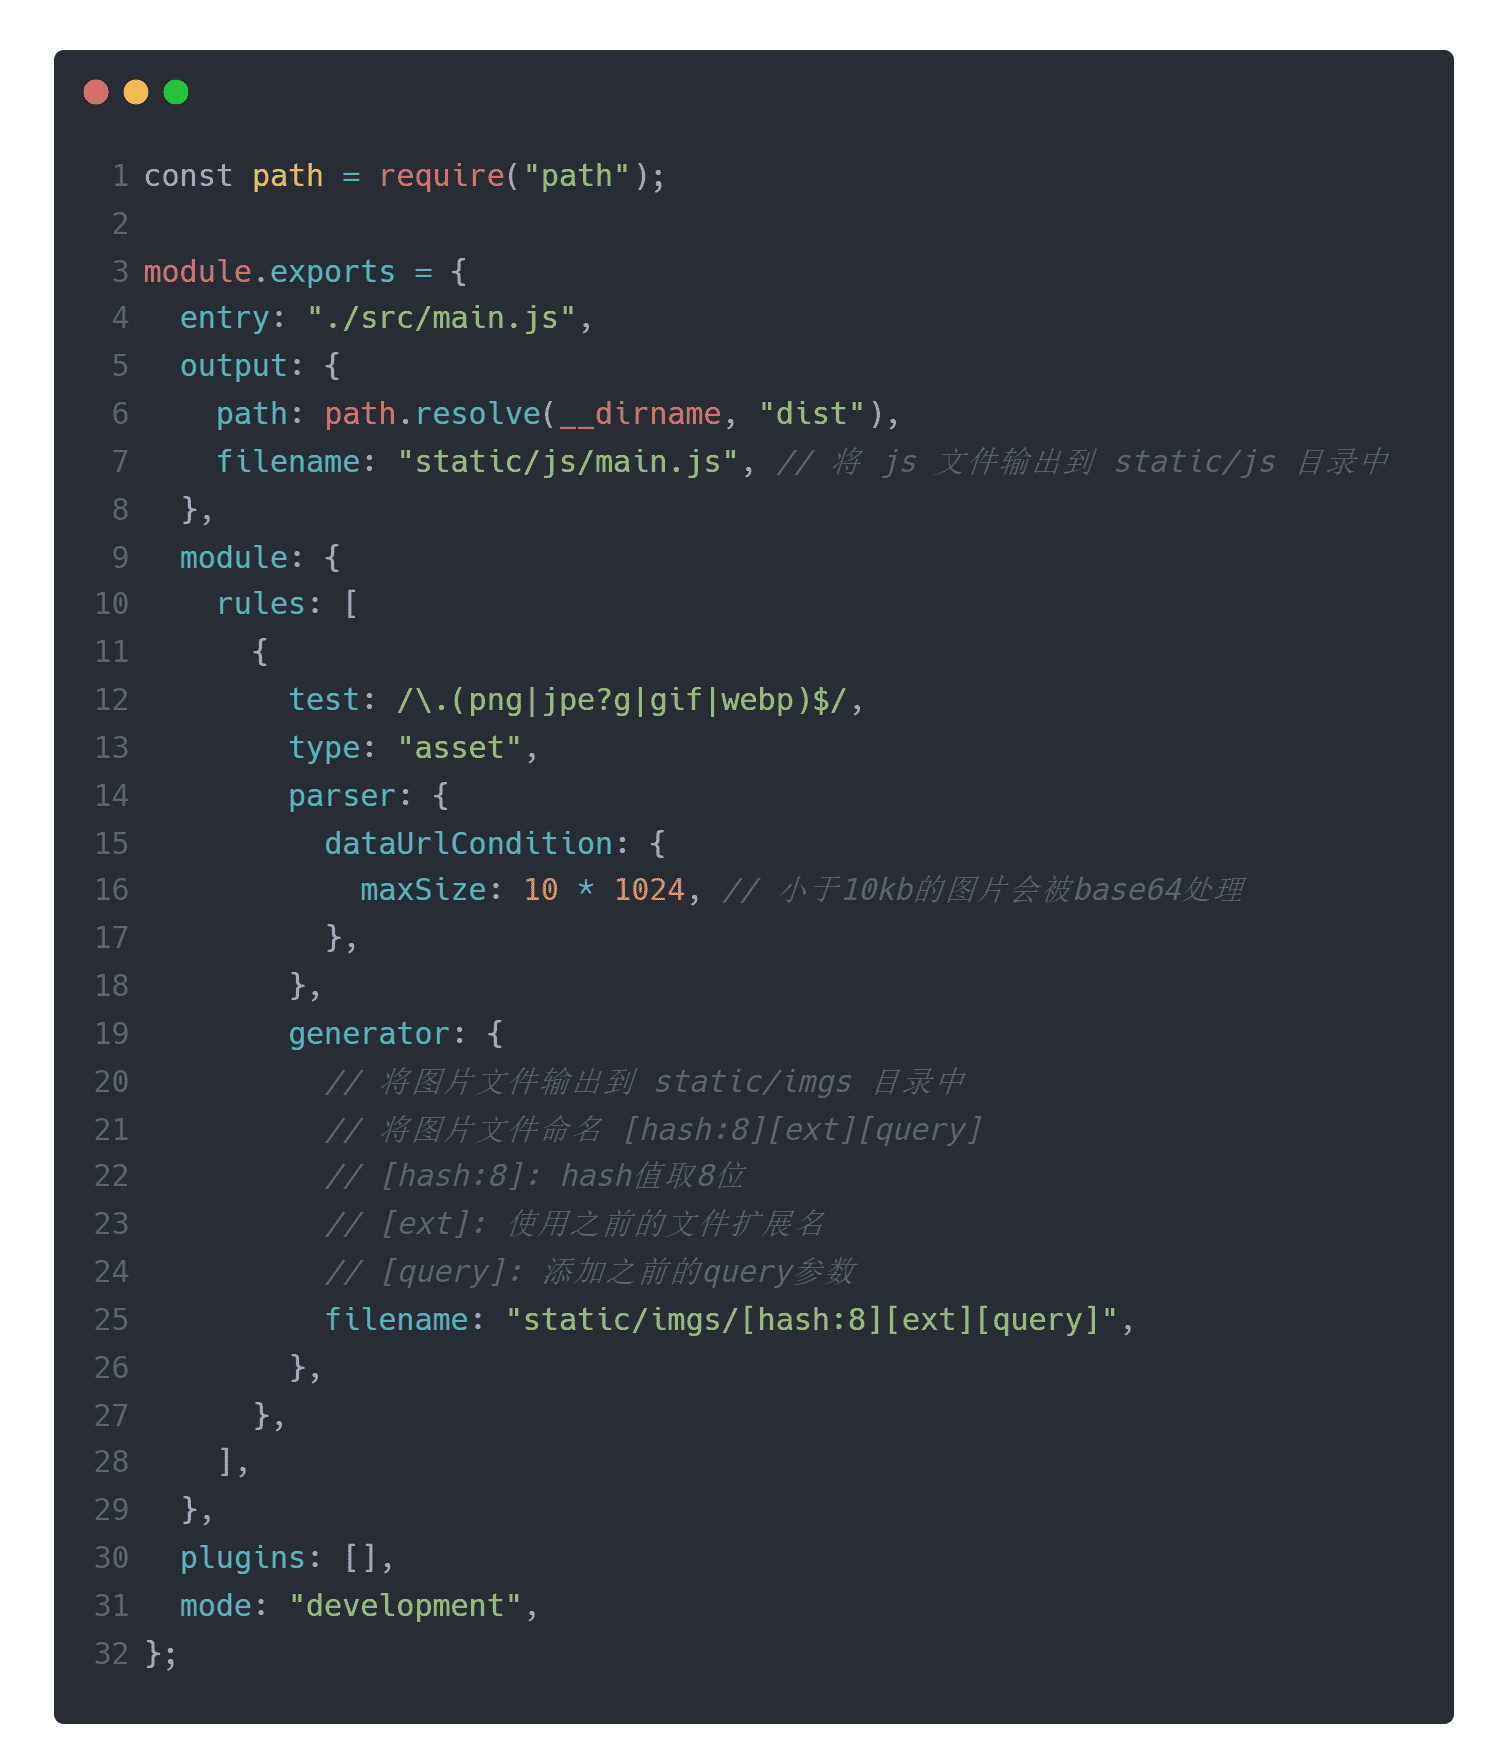 1 const path = require("path");
2
3 module.exports = {
4   entry: "./src/main.js",
5   output: {
6     path: path.resolve(__dirname, "dist"),
7     filename: "static/js/main.js", // 将 js 文件输出到 static/js 目录中
8   },
9   module: {
10     rules: [
11       {
12         test: /\.(png|jpe?g|gif|webp)$/,
13         type: "asset",
14         parser: {
15           dataUrlCondition: {
16             maxSize: 10 * 1024, // 小于10kb的图片会被base64处理
17           },
18         },
19         generator: {
20           // 将图片文件输出到 static/imgs 目录中
21           // 将图片文件命名 [hash:8][ext][query]
22           // [hash:8]: hash值取8位
23           // [ext]: 使用之前的文件扩展名
24           // [query]: 添加之前的query参数
25           filename: "static/imgs/[hash:8][ext][query]",
26         },
27       },
28     ],
29   },
30   plugins: [],
31   mode: "development",
32 };